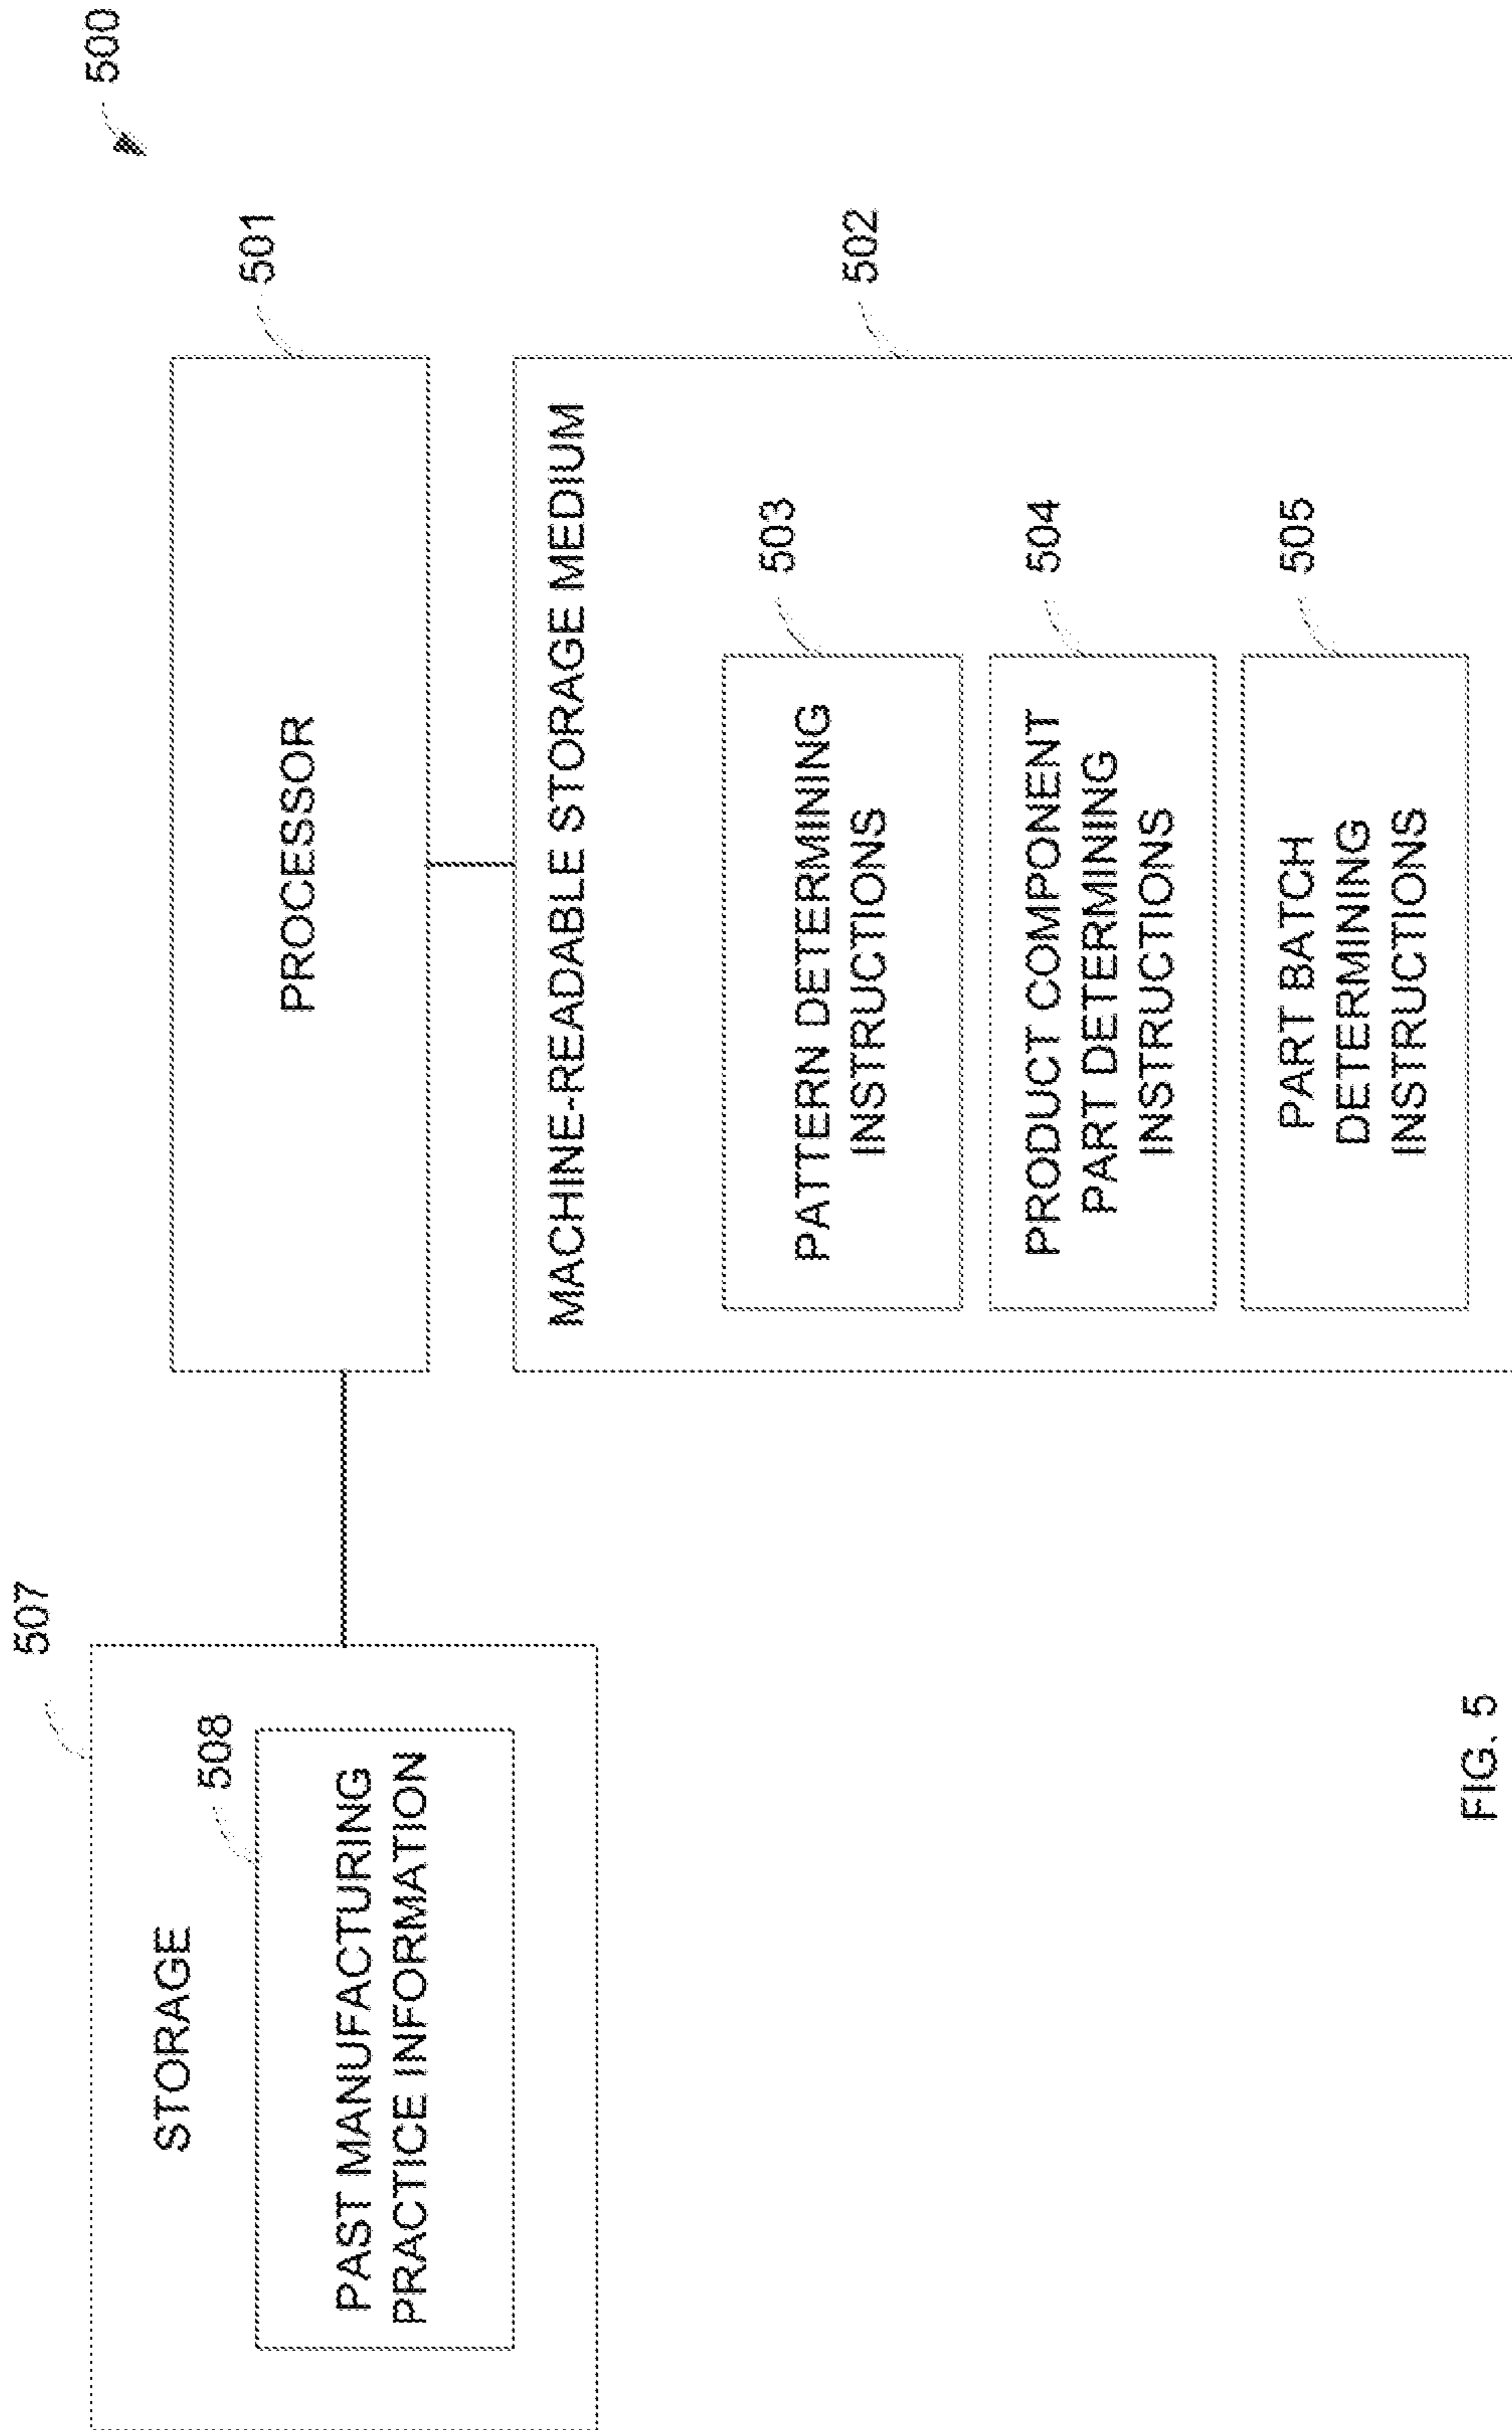 500
507
STORAGE
508
PAST MANUFACTURING
PRACTICE INFORMATION
501
PROCESSOR
502
MACHINE-READABLE STORAGE MEDIUM
503
PATTERN DETERMINING
INSTRUCTIONS
504
PRODUCT COMPONENT
PART DETERMINING
INSTRUCTIONS
505
PART BATCH
DETERMINING
INSTRUCTIONS
FIG. 5